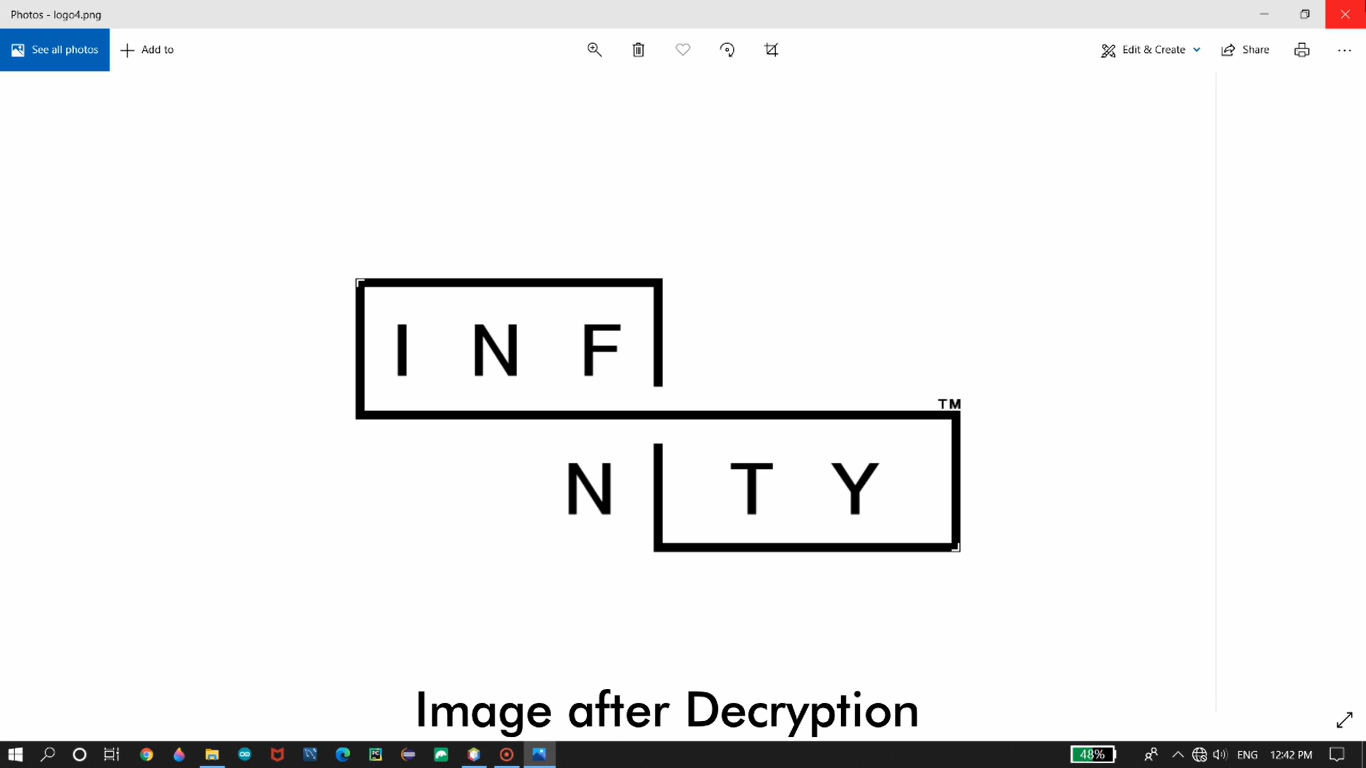 Photos - logo4.png
See all photos
Add to
Edit & Create
Share
I N F
TM
N T Y
Image after Decryption
48%
ENG
12:42 PM